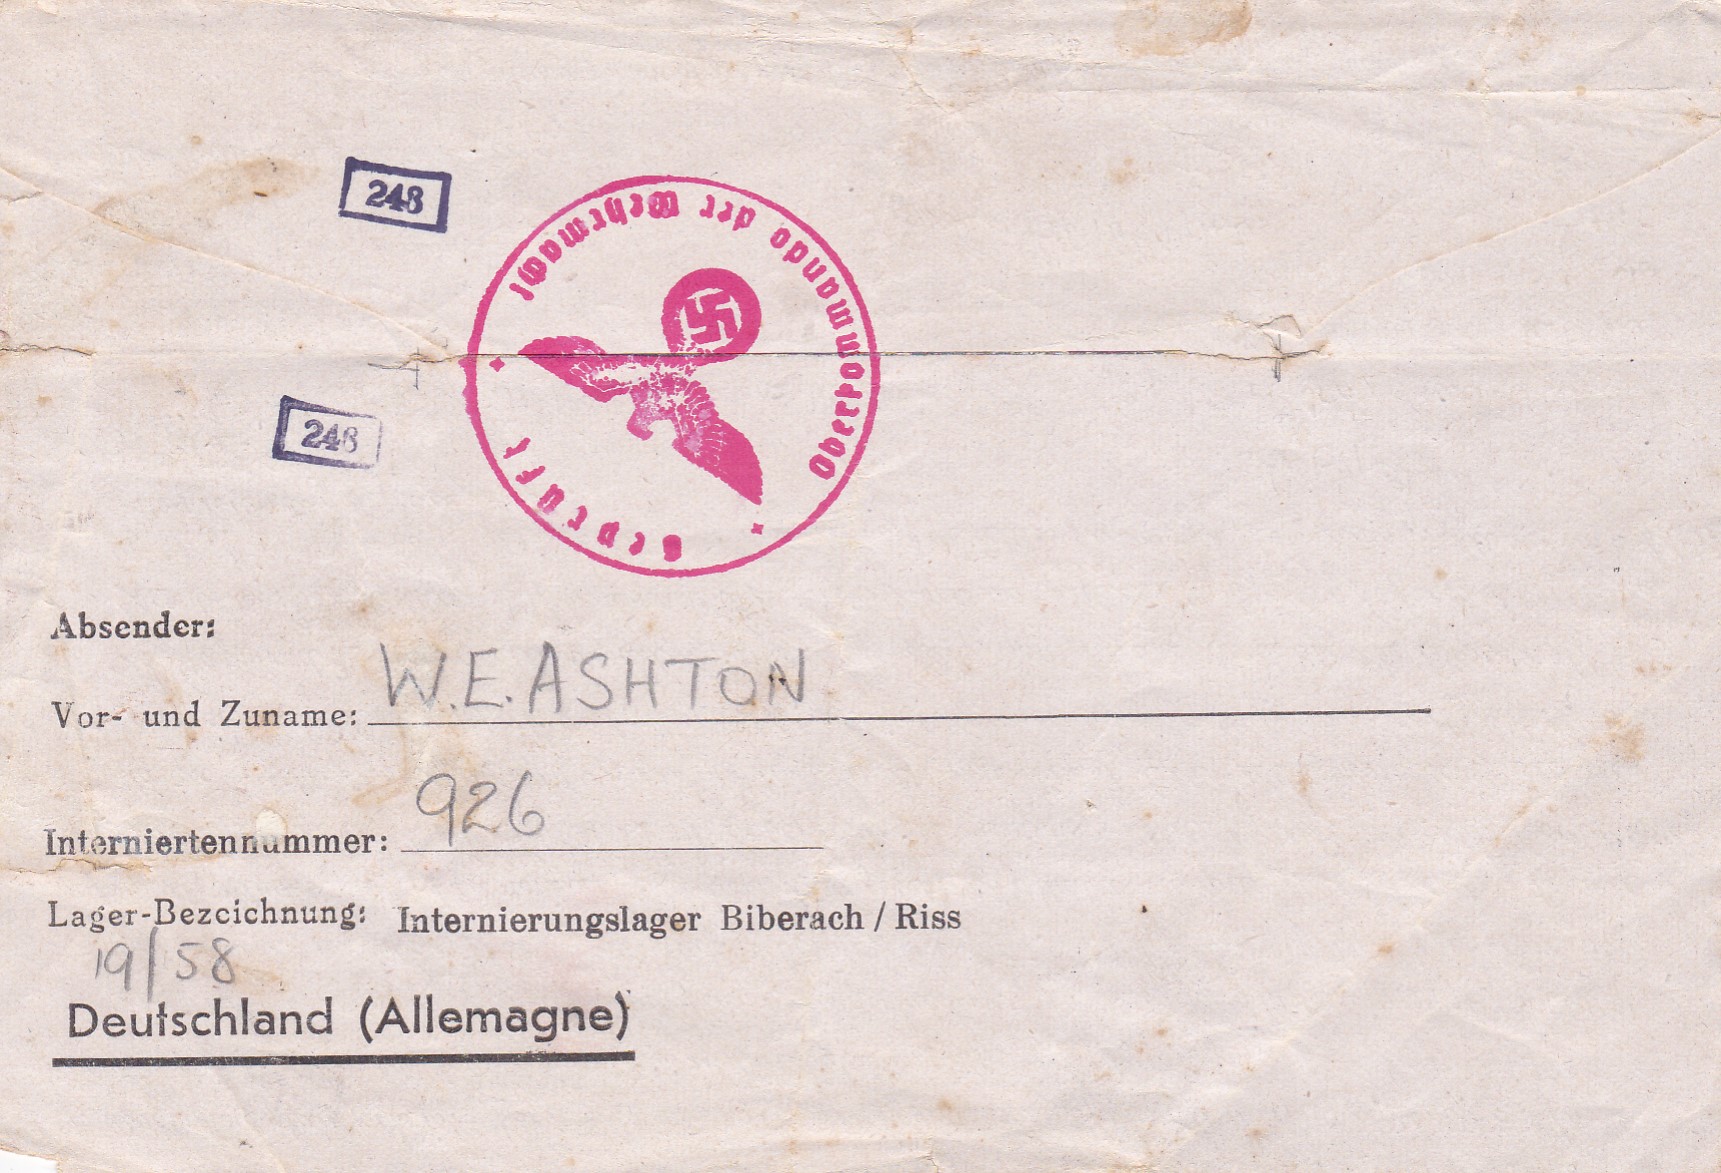 248
Oberkommando der Wehrmacht
248
Geprüft
Absender:
Vor- und Zuname: W.E. ASHTON
Interniertennummer: 926
Lager-Bezeichnung: Internierungslager Biberach / Riss
19/58
Deutschland (Allemagne)